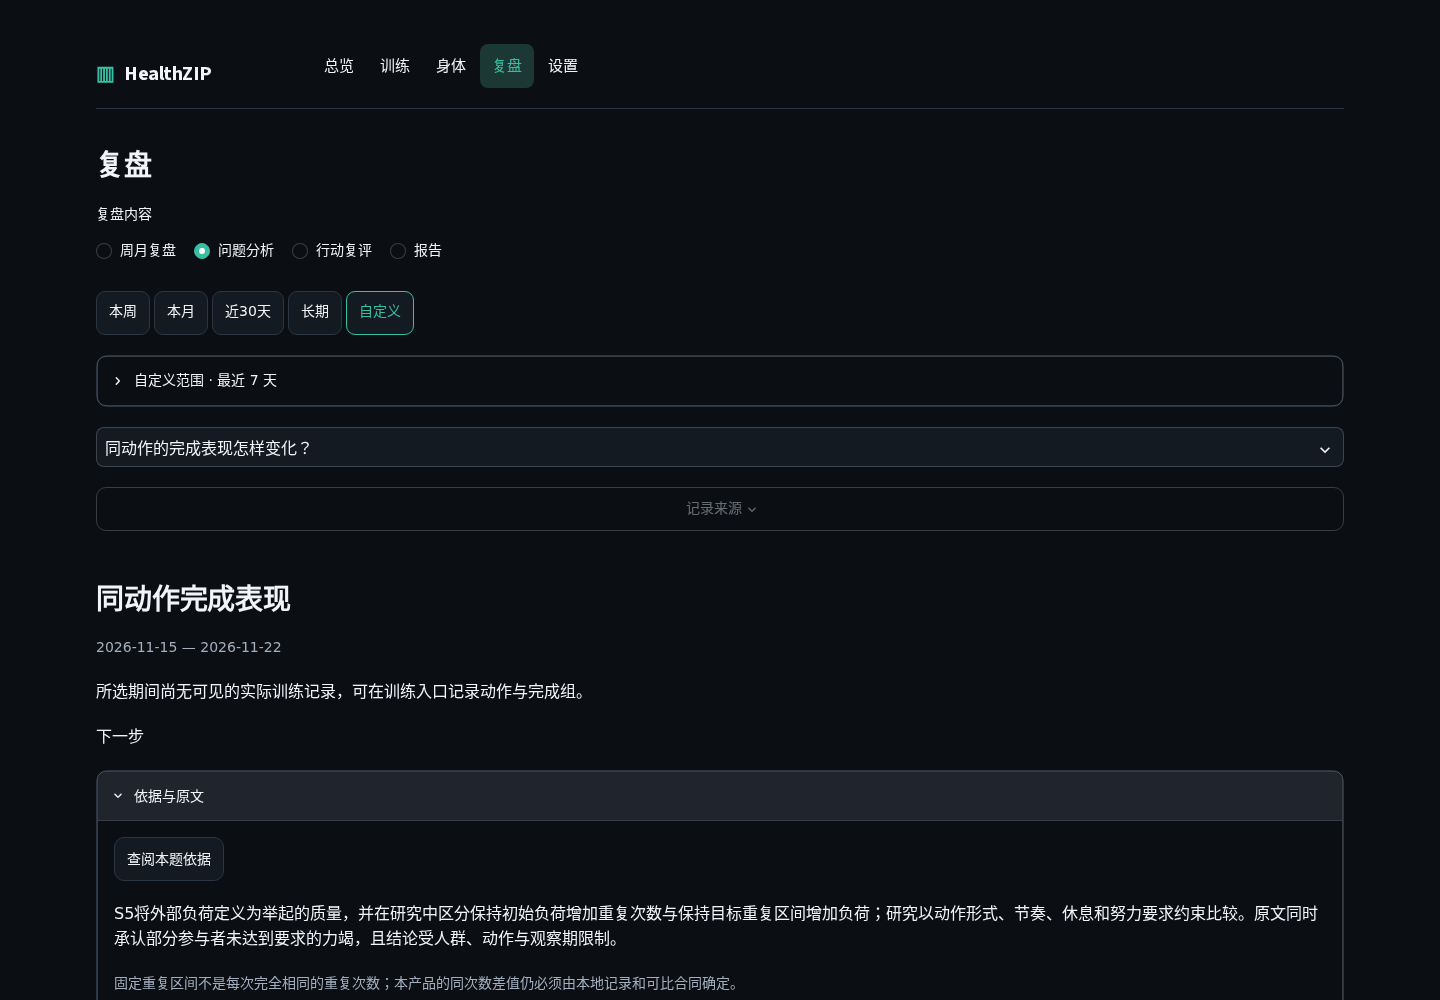 HealthZIP
总览 训练 身体 复盘 设置
复盘
复盘内容
周月复盘 问题分析 行动复评 报告
本周 本月 近30天 长期 自定义
自定义范围 · 最近 7 天
同动作的完成表现怎样变化？
记录来源
同动作完成表现
2026-11-15 — 2026-11-22
所选期间尚无可见的实际训练记录，可在训练入口记录动作与完成组。
下一步
依据与原文
查阅本题依据
S5将外部负荷定义为举起的质量，并在研究中区分保持初始负荷增加重复次数与保持目标重复区间增加负荷；研究以动作形式、节奏、休息和努力要求约束比较。原文同时
承认部分参与者未达到要求的力竭，且结论受人群、动作与观察期限制。
固定重复区间不是每次完全相同的重复次数；本产品的同次数差值仍必须由本地记录和可比合同确定。